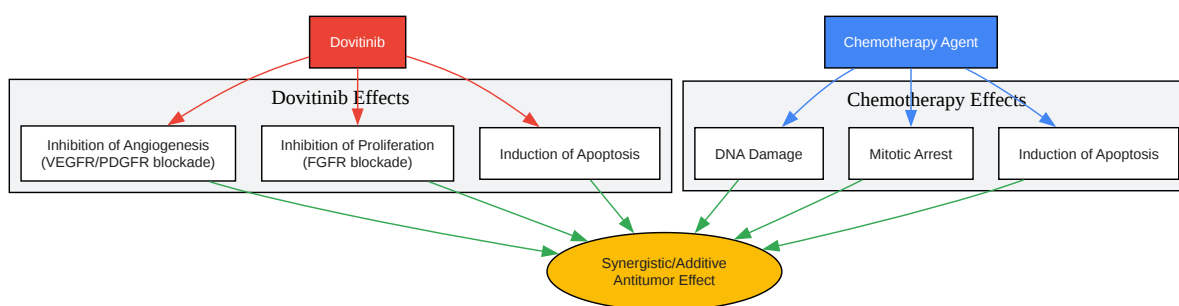 Dovitinib
Chemotherapy Agent
Dovitinib Effects
Chemotherapy Effects
Inhibition of Angiogenesis
(VEGFR/PDGFR blockade)
Inhibition of Proliferation
(FGFR blockade)
Induction of Apoptosis
DNA Damage
Mitotic Arrest
Induction of Apoptosis
Synergistic/Additive
Antitumor Effect